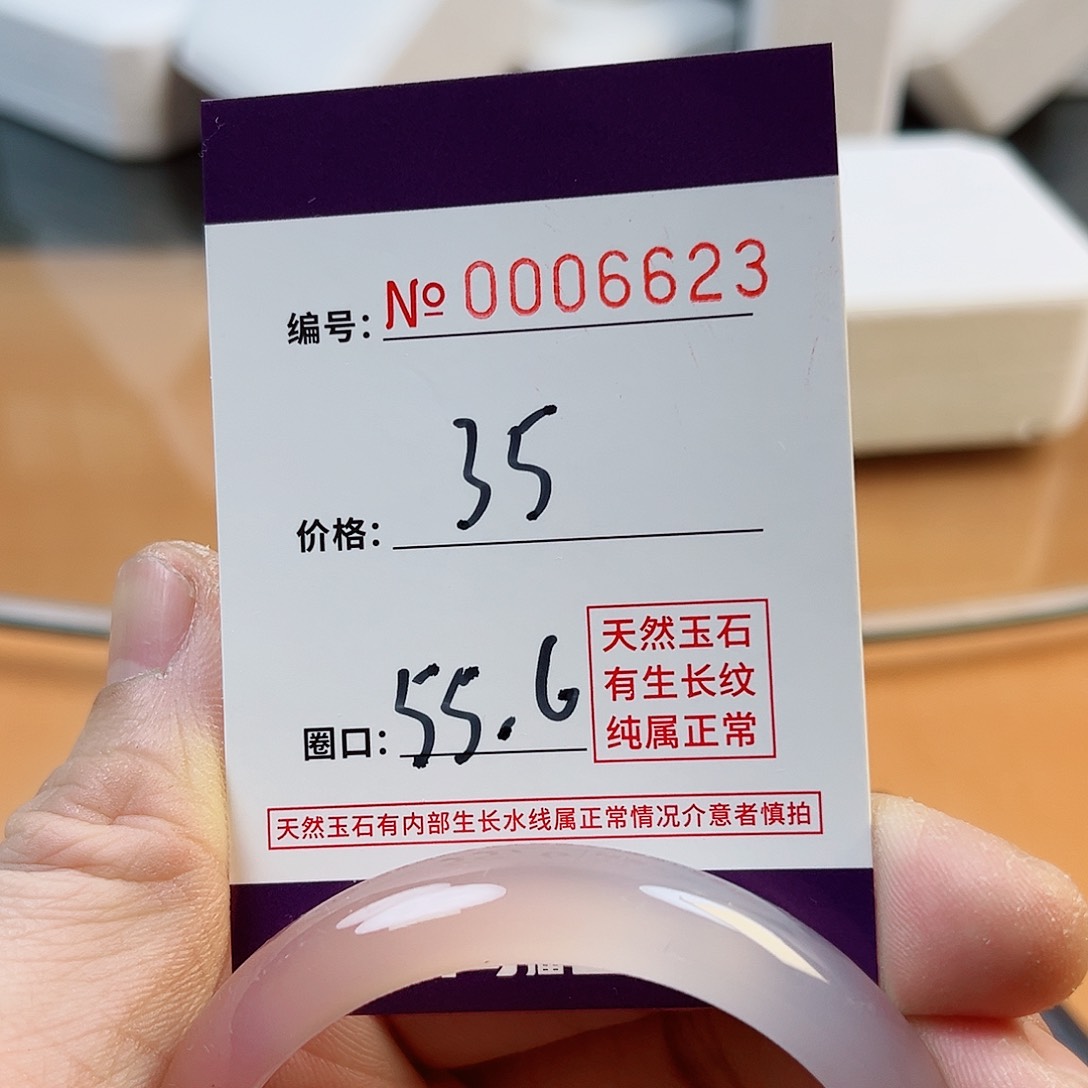 编号: № 0006623
价格: 35
圈口: 55.6
天然玉石
有生长纹
纯属正常
天然玉石有内部生长水线属正常情况介意者慎拍